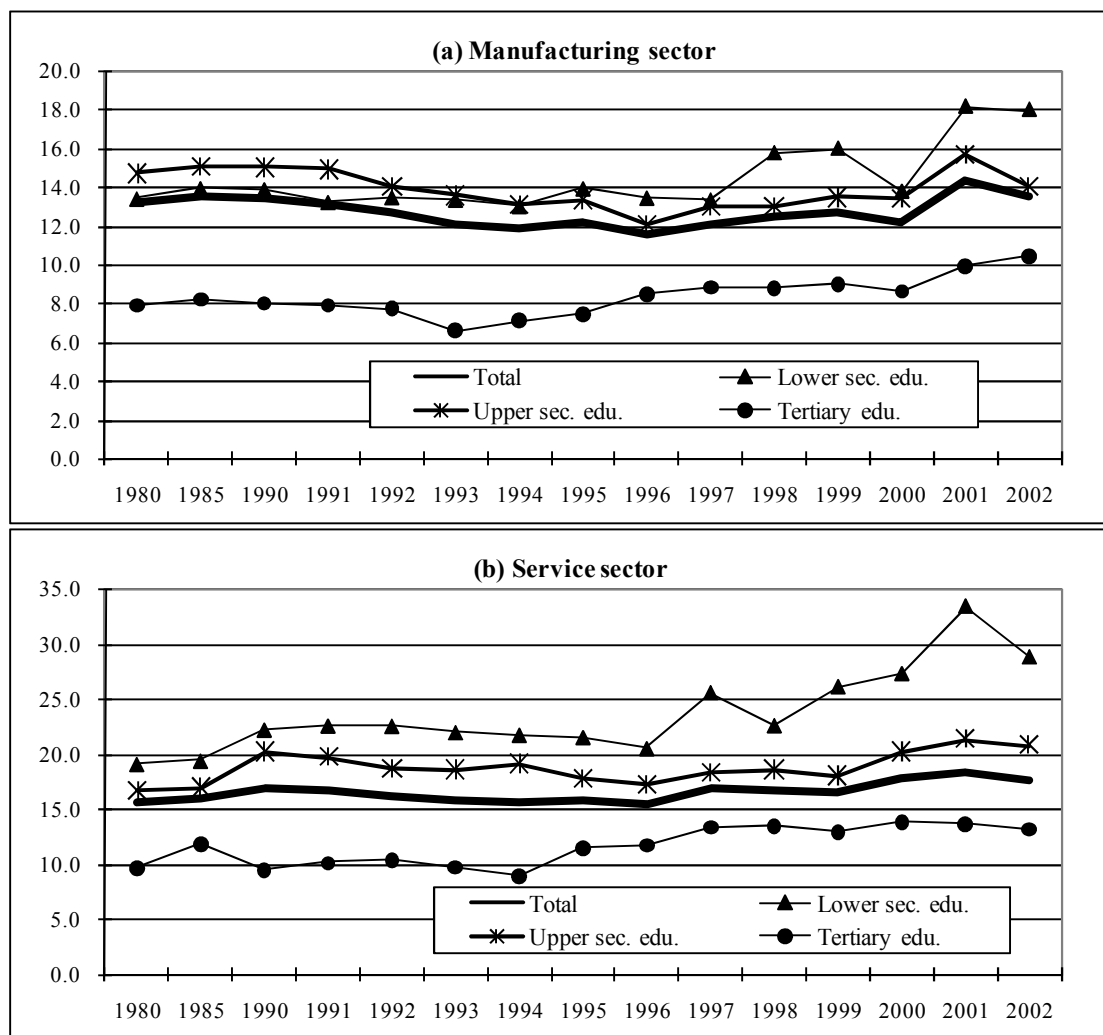 (a) Manufacturing sector
20.0
18.0
16.0
14.0
12.0
10.0
8.0
6.0
4.0
2.0
0.0
Total Lower sec. edu.
Upper sec. edu. Tertiary edu.
1980 1985 1990 1991 1992 1993 1994 1995 1996 1997 1998 1999 2000 2001 2002
(b) Service sector
35.0
30.0
25.0
20.0
15.0
10.0
5.0
0.0
Total Lower sec. edu.
Upper sec. edu. Tertiary edu.
1980 1985 1990 1991 1992 1993 1994 1995 1996 1997 1998 1999 2000 2001 2002